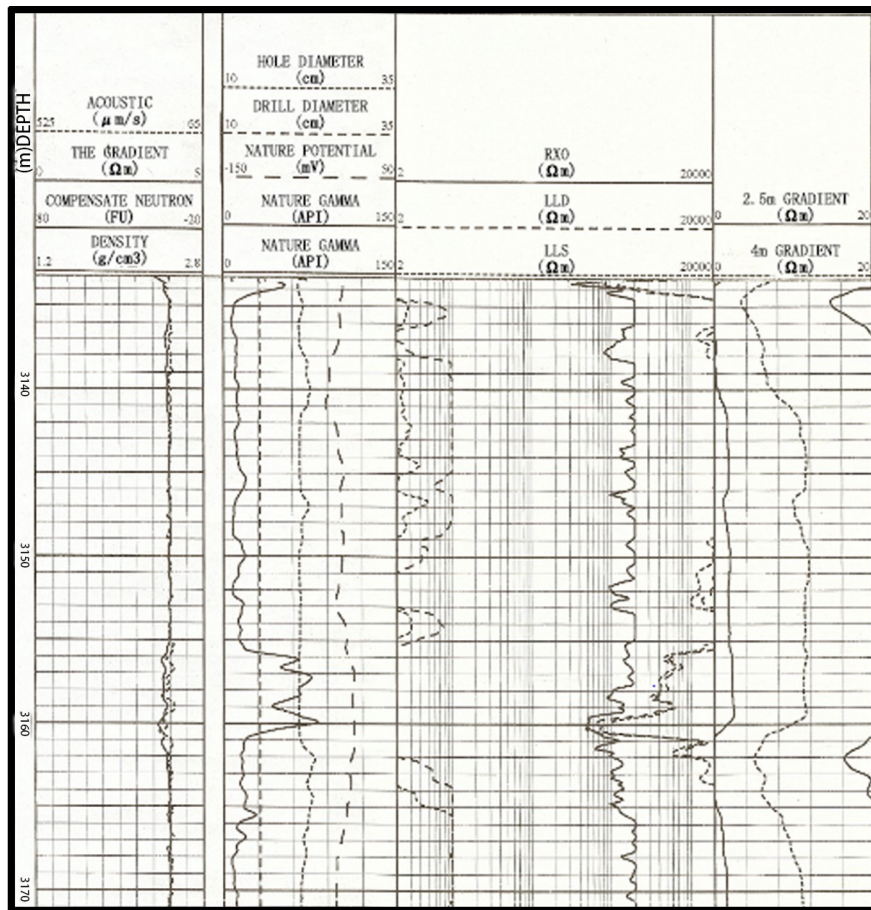 (m)DEPTH
ACOUSTIC
525 (μm/s) 65
THE GRADIENT
0 (Ωm) 5
COMPENSATE NEUTRON
80 (FU) -20
DENSITY
1.2 (g/cm3) 2.8
HOLE DIAMETER
10 (cm) 35
DRILL DIAMETER
10 (cm) 35
NATURE POTENTIAL
-150 (mV) 50
NATURE GAMMA
0 (API) 150
NATURE GAMMA
0 (API) 150
RXO
2 (Ωm) 20000
LLD
2 (Ωm) 20000
LLS
2 (Ωm) 20000
2.5m GRADIENT
0 (Ωm) 20
4m GRADIENT
0 (Ωm) 20
3140
3150
3160
3170